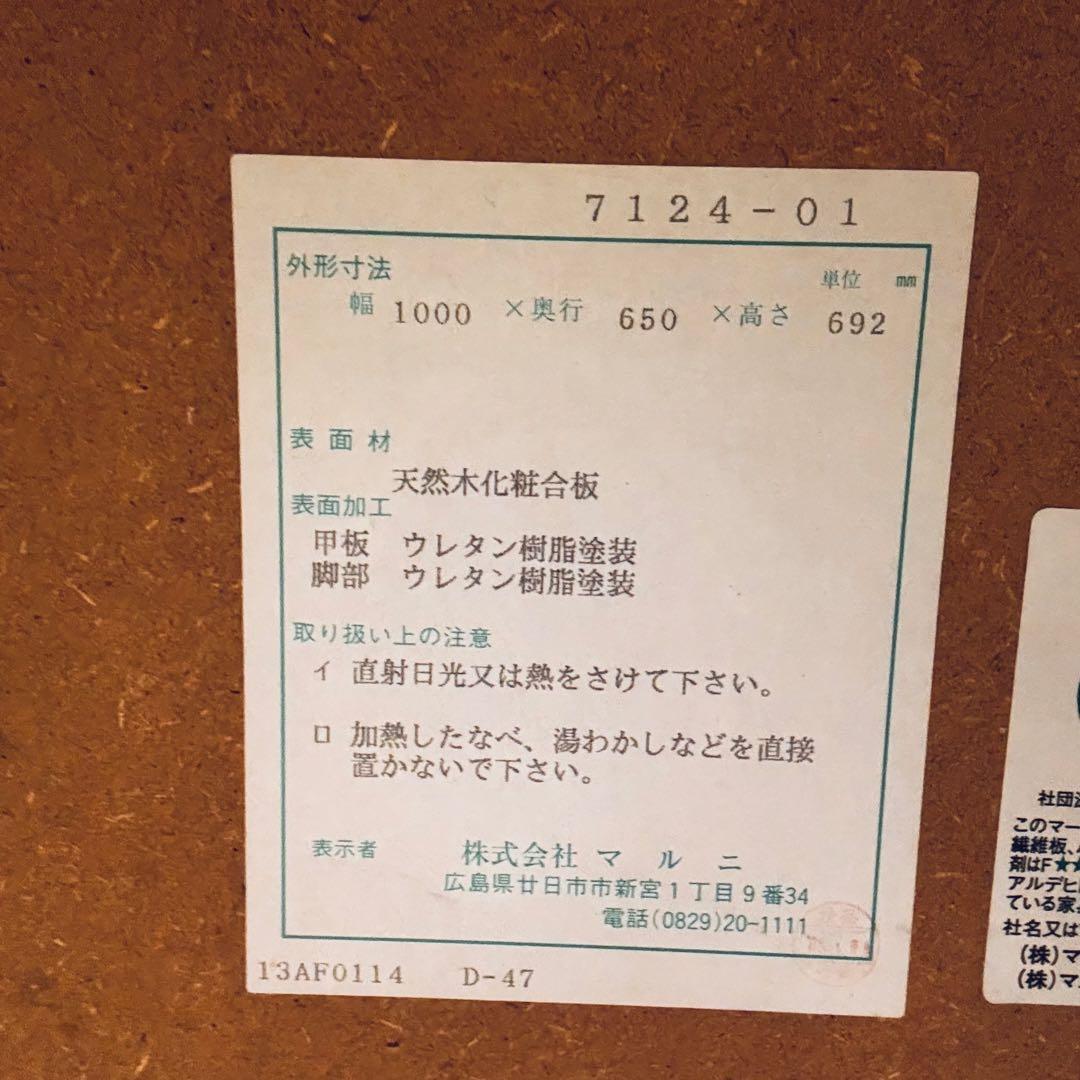 7124-01
外形寸法 単位 mm
幅 1000 ×奥行 650 ×高さ 692
表面材
天然木化粧合板
表面加工
甲板 ウレタン樹脂塗装
脚部 ウレタン樹脂塗装
取り扱い上の注意
イ 直射日光又は熱をさけて下さい。
ロ 加熱したなべ、湯わかしなどを直接
置かないで下さい。
表示者 株式会社 マルニ
広島県廿日市市新宮1丁目9番34
電話(0829)20-1111
13AF0114 D-47
社団
このマー
繊維板、
剤はF★
アルデヒ
ている家
社名又は
(株)マ
(株)マ